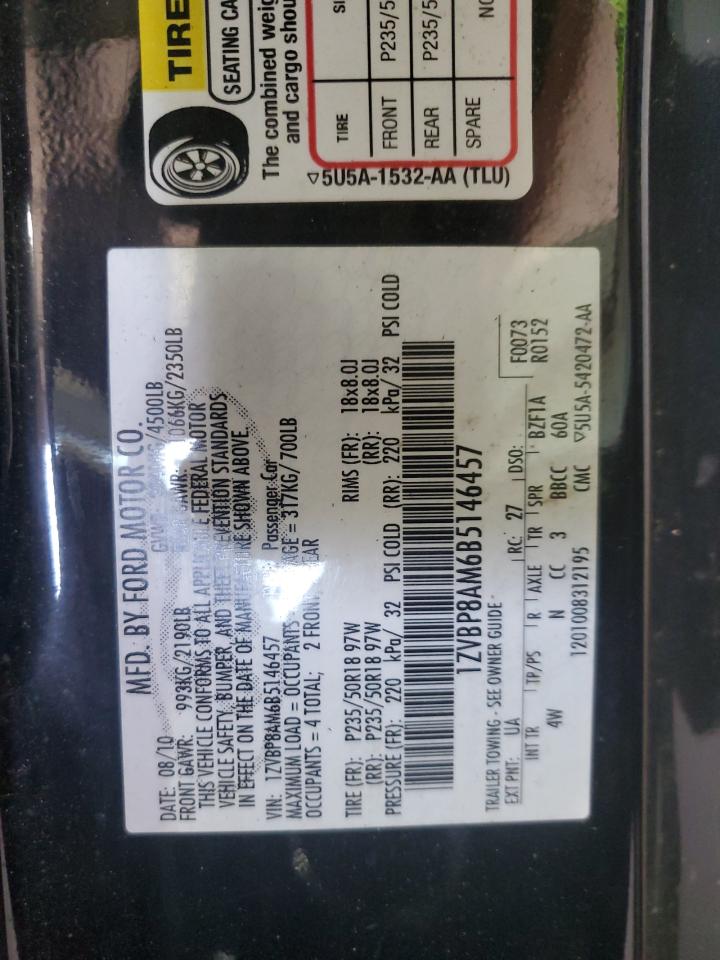 TIRE
SEATING CA
The combined weig
and cargo shou
TIRE SI
FRONT P235/5
REAR P235/5
SPARE NO
▽5U5A-1532-AA (TLU)
MFD. BY FORD MOTOR CO.
DATE: 08/10 /4500LB
FRONT GAWR: 993KG/2190LB 1066KG/2350LB
THIS VEHICLE CONFORMS TO ALL APPLICABLE FEDERAL MOTOR
VEHICLE SAFETY, BUMPER, AND THEFT PREVENTION STANDARDS
IN EFFECT ON THE DATE OF MANUFACTURE SHOWN ABOVE
VIN: 1ZVBP8AM6B5146457 Passenger Car
MAXIMUM LOAD = OCCUPANTS AGE = 317KG/700LB
OCCUPANTS = 4 TOTAL; 2 FRONT EAR
TIRE (FR): P235/50R18 97W RIMS (FR): 18x8.0J
(RR): P235/50R18 97W (RR): 18x8.0J
PRESSURE (FR): 220 kPa/ 32 PSI COLD (RR): 220 kPa/ 32 PSI COLD
1ZVBP8AM6B5146457
TRAILER TOWING - SEE OWNER GUIDE -
EXT PNT: UA RC: 27 DSO: F0073
R0152
INT TR TP/PS R AXLE TR SPR BZF1A
4W N CC 3 BBCC 60A
1201008312195 CMC ▽5U5A-5420472-AA